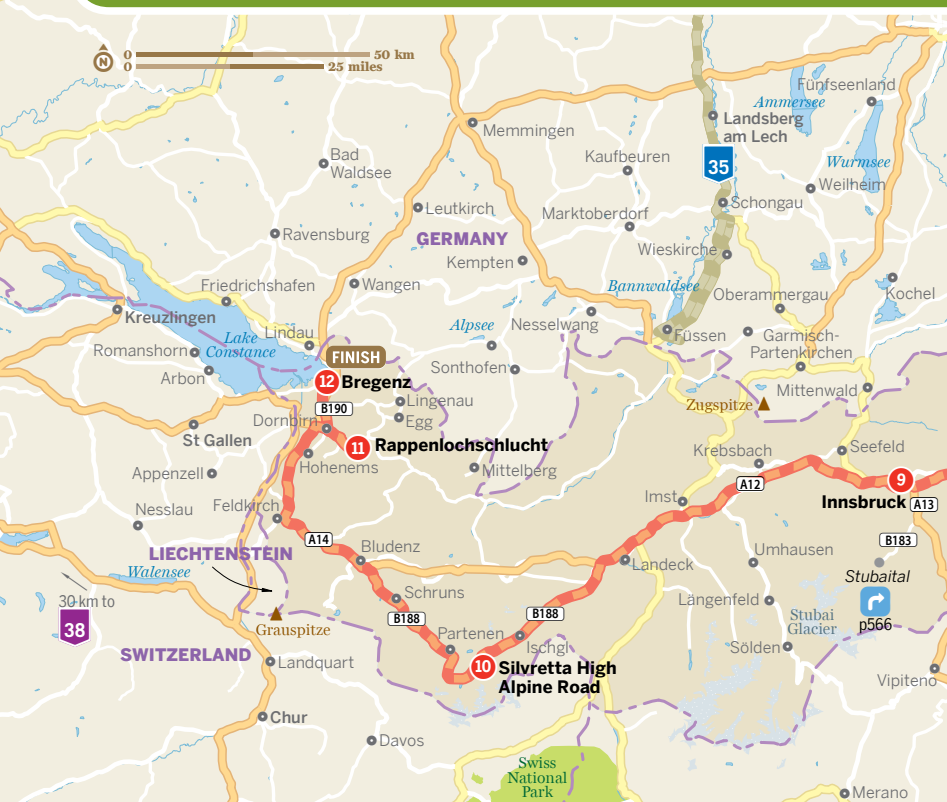 N
0
50 km
0
25 miles
Fünfseenland
Ammersee
Landsberg
am Lech
Memmingen
Bad
Waldsee
Kaufbeuren
35
Wurmsee
Weilheim
Leutkirch
Marktoberdorf
Schongau
Ravensburg
GERMANY
Wieskirche
Kempten
Friedrichshafen
Wangen
Bannwaldsee
Oberammergau
Kochel
Kreuzlingen
Lindau
Alpsee
Nesselwang
Füssen
Garmisch-
Partenkirchen
Romanshorn
Lake
Constance
FINISH
Sonthofen
Arbon
12 Bregenz
Mittenwald
Lingenau
Zugspitze
B190
Dornbirn
Egg
St Gallen
11 Rappenlochschlucht
Krebsbach
Seefeld
Hohenems
Mittelberg
Appenzell
A12
9
Innsbruck
A13
Imst
Nesslau
Feldkirch
A14
B183
LIECHTENSTEIN
Bludenz
Umhausen
Walensee
Landeck
Stubaital
30 km to
38
Schruns
Längenfeld
p566
B188
B188
Stubai
Glacier
Grauspitze
Partenen
Ischgl
Sölden
SWITZERLAND
Landquart
10 Silvretta High
Alpine Road
Vipiteno
Chur
Davos
Swiss
National
Park
Merano